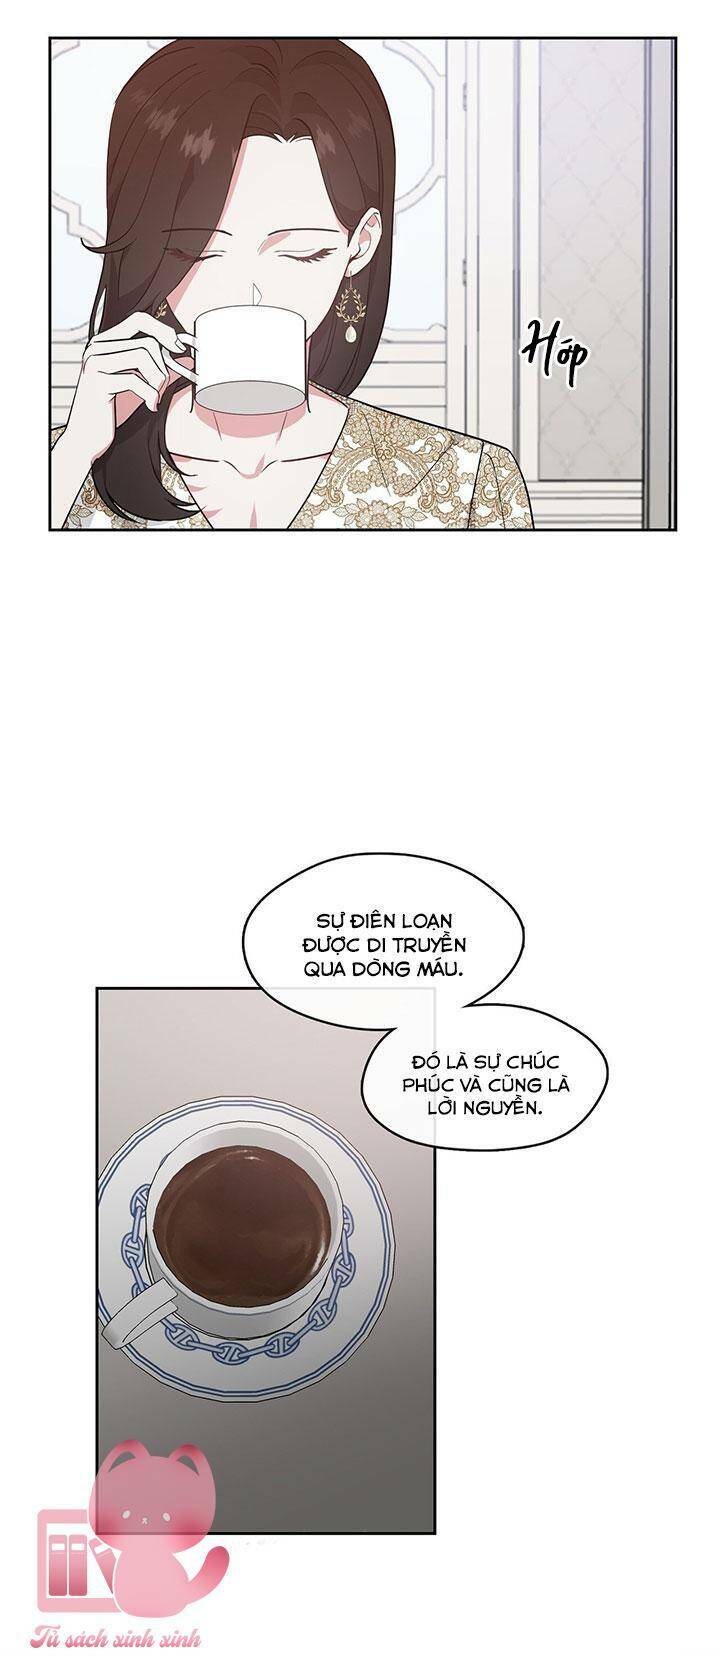 Hớp
SỰ ĐIÊN LOẠN
ĐƯỢC DI TRUYỀN
QUA DÒNG MÁU.
ĐÓ LÀ SỰ CHÚC
PHÚC VÀ CŨNG LÀ
LỜI NGUYỀN.
Tủ sách xinh xinh